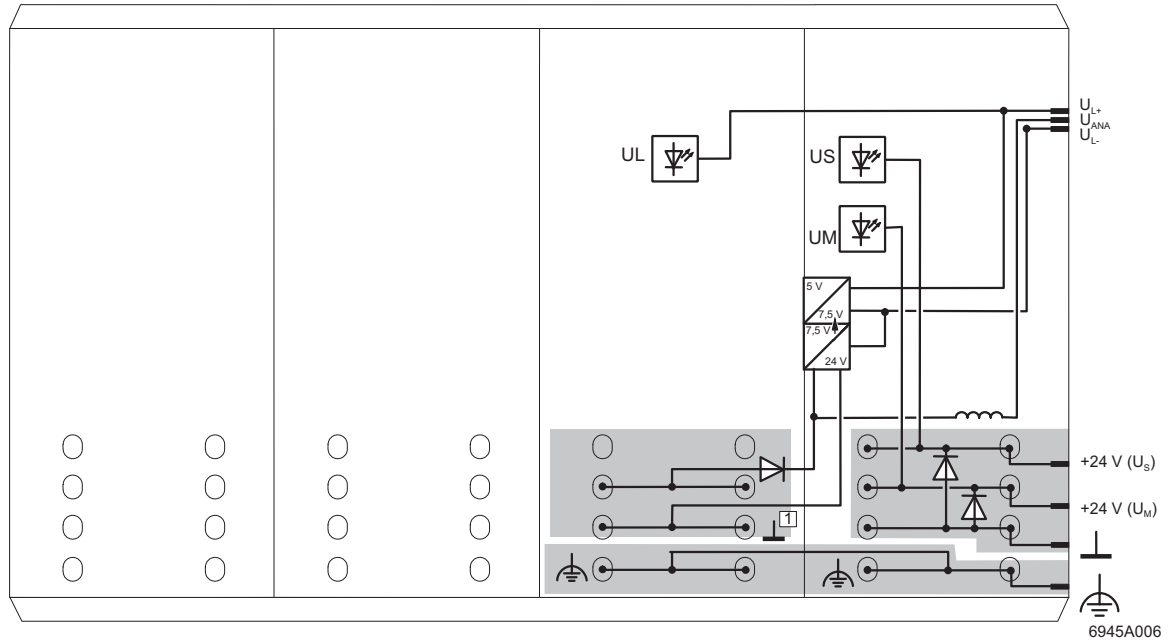 U_L+
U_ANA
U_L-
UL
US
UM
5 V
7,5 V
7,5 V
24 V
+24 V (U_S)
1
+24 V (U_M)
6945A006